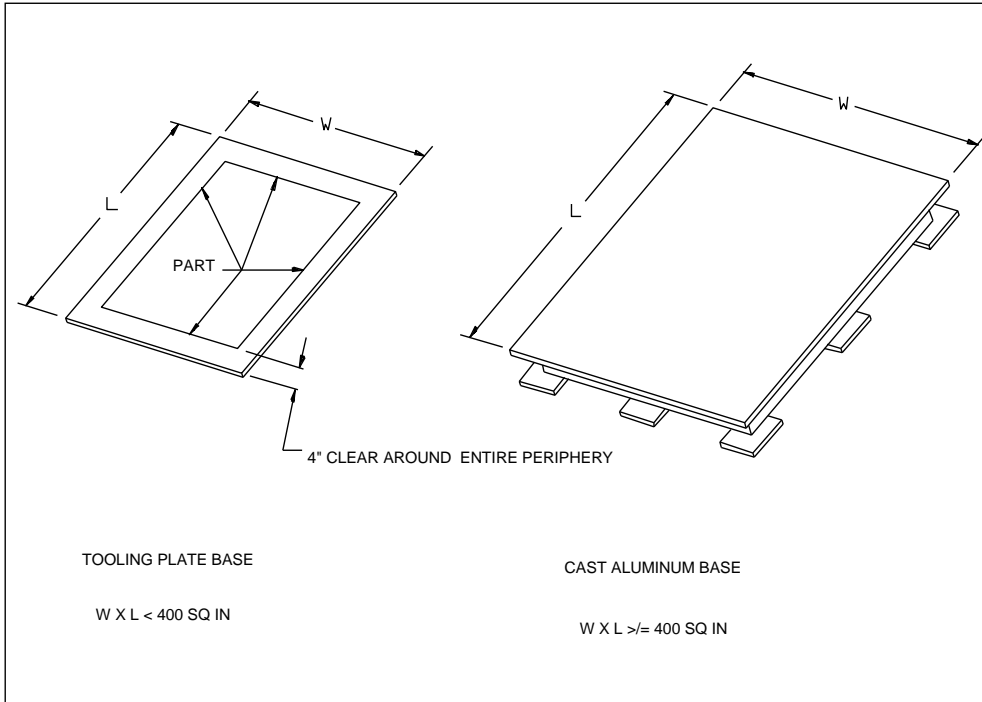 W
L
PART
4" CLEAR AROUND ENTIRE PERIPHERY
TOOLING PLATE BASE
W X L < 400 SQ IN
W
L
CAST ALUMINUM BASE
W X L >/= 400 SQ IN